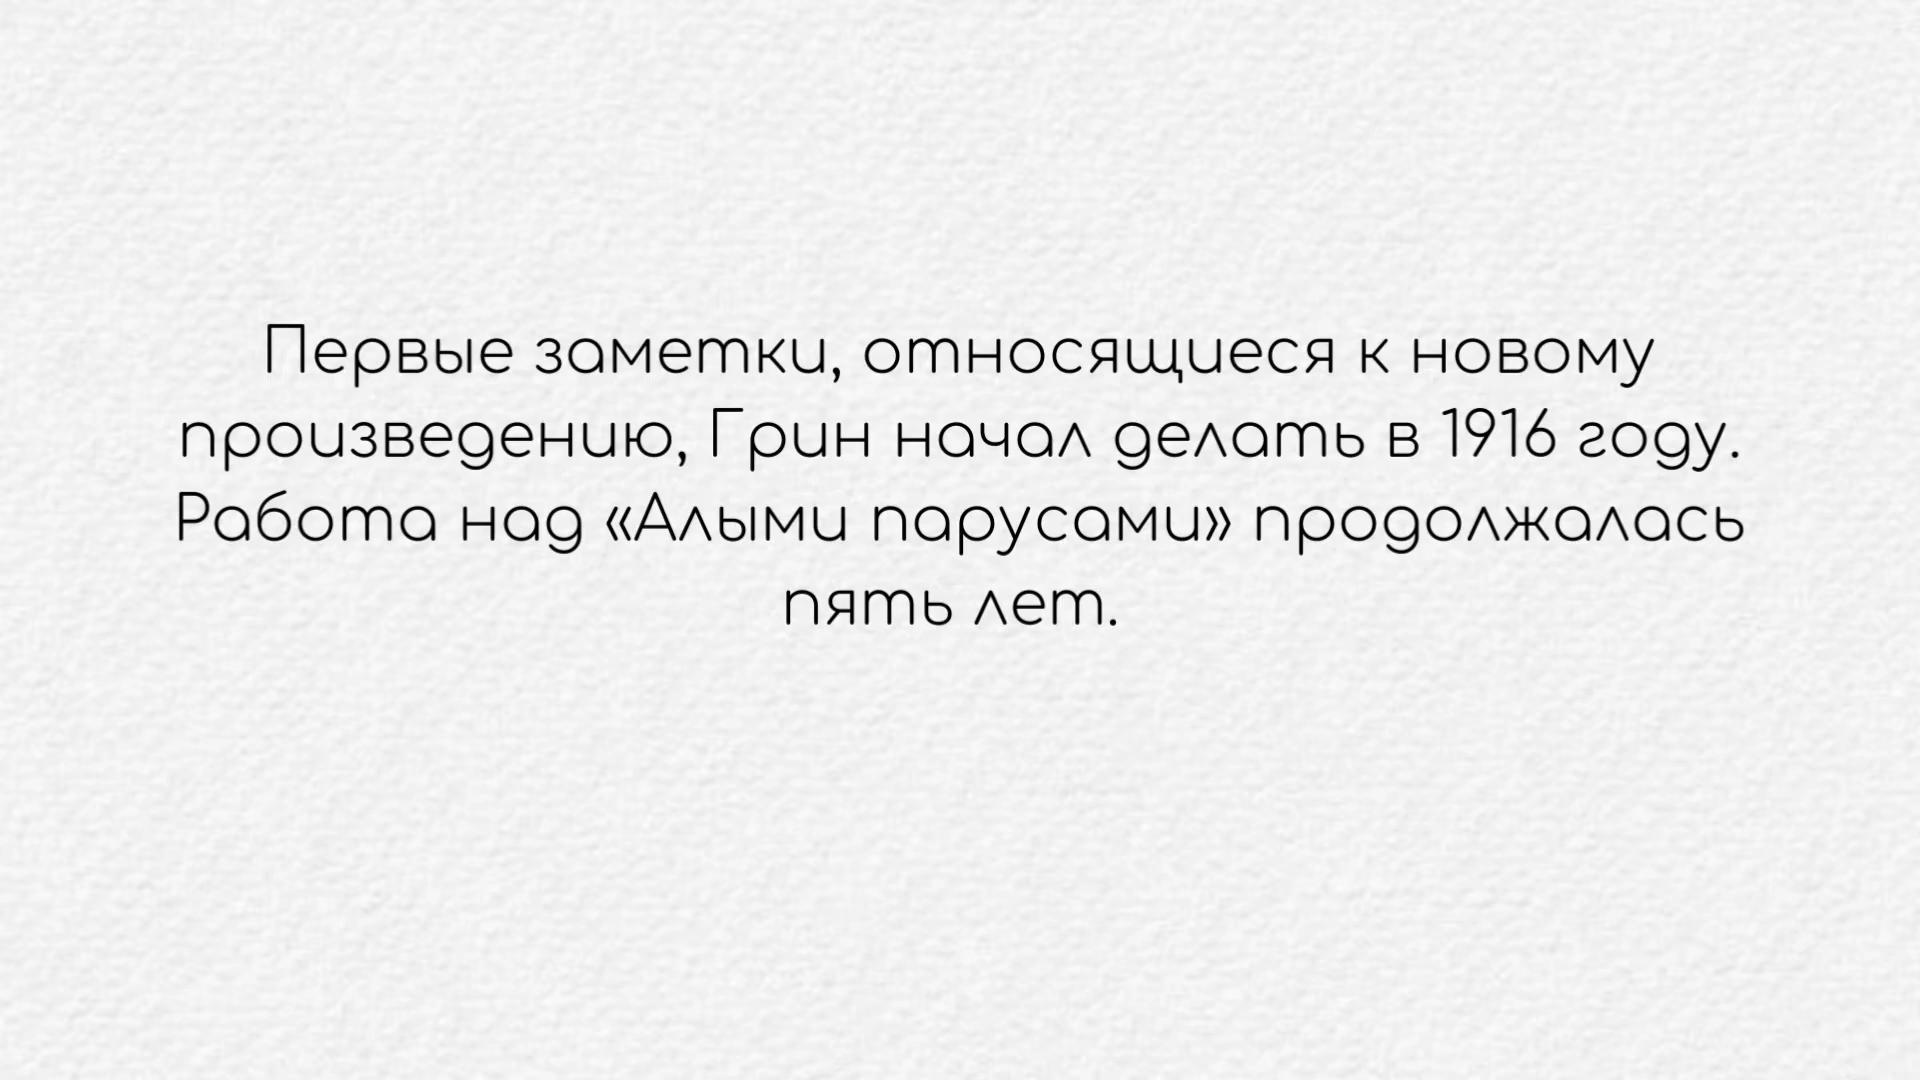 Первые заметки, относящиеся к новому
произведению, Грин начал делать в 1916 году.
Работа над «Алыми парусами» продолжалась
пять лет.